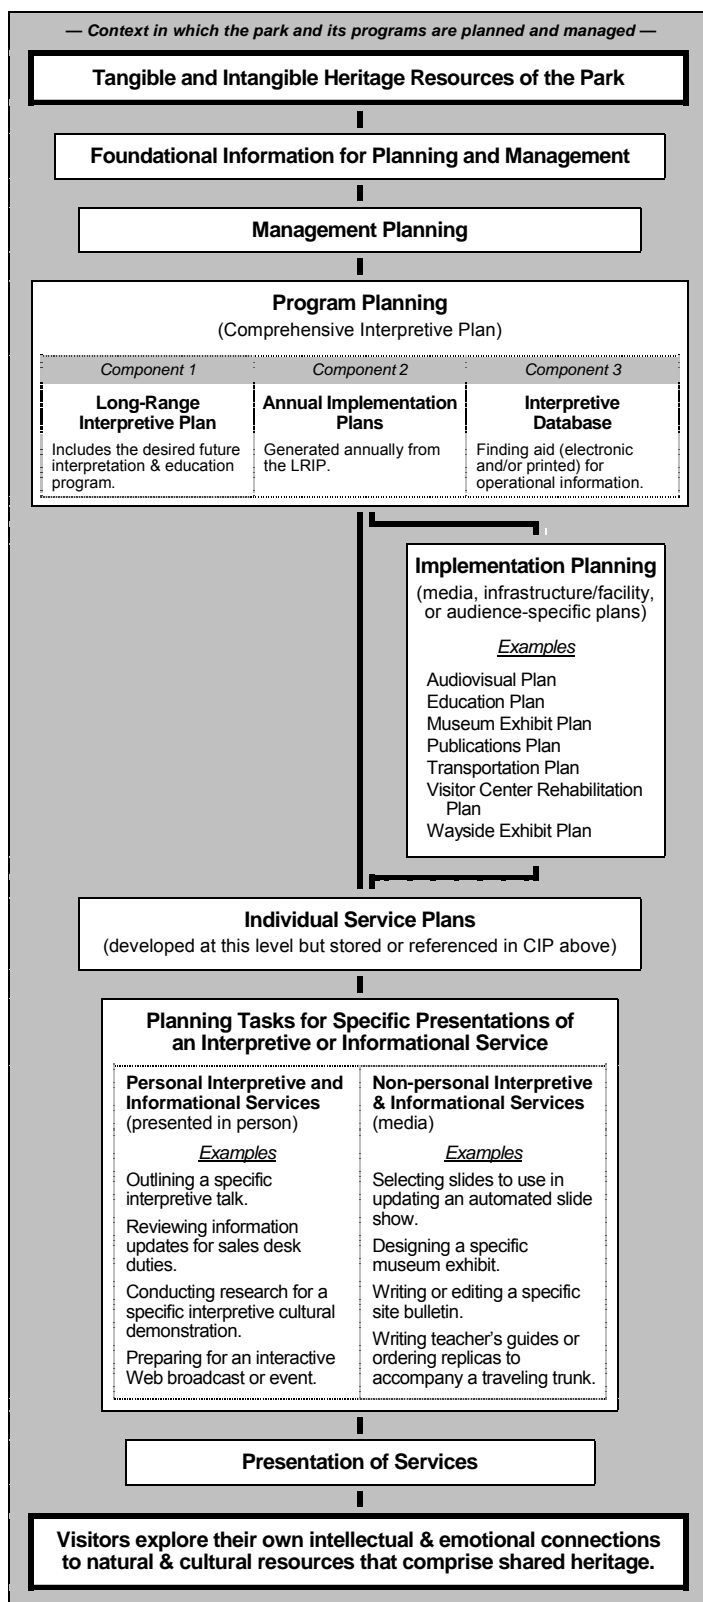 — Context in which the park and its programs are planned and managed —
Tangible and Intangible Heritage Resources of the Park
Foundational Information for Planning and Management
Management Planning
Program Planning
(Comprehensive Interpretive Plan)
Component 1
Long-Range
Interpretive Plan
Includes the desired future
interpretation & education
program.
Component 2
Annual Implementation
Plans
Generated annually from
the LRIP.
Component 3
Interpretive
Database
Finding aid (electronic
and/or printed) for
operational information.
Implementation Planning
(media, infrastructure/facility,
or audience-specific plans)
Examples
Audiovisual Plan
Education Plan
Museum Exhibit Plan
Publications Plan
Transportation Plan
Visitor Center Rehabilitation
Plan
Wayside Exhibit Plan
Individual Service Plans
(developed at this level but stored or referenced in CIP above)
Planning Tasks for Specific Presentations of
an Interpretive or Informational Service
Personal Interpretive and
Informational Services
(presented in person)
Examples
Outlining a specific
interpretive talk.
Reviewing information
updates for sales desk
duties.
Conducting research for a
specific interpretive cultural
demonstration.
Preparing for an interactive
Web broadcast or event.
Non-personal Interpretive
& Informational Services
(media)
Examples
Selecting slides to use in
updating an automated slide
show.
Designing a specific
museum exhibit.
Writing or editing a specific
site bulletin.
Writing teacher's guides or
ordering replicas to
accompany a traveling trunk.
Presentation of Services
Visitors explore their own intellectual & emotional connections
to natural & cultural resources that comprise shared heritage.